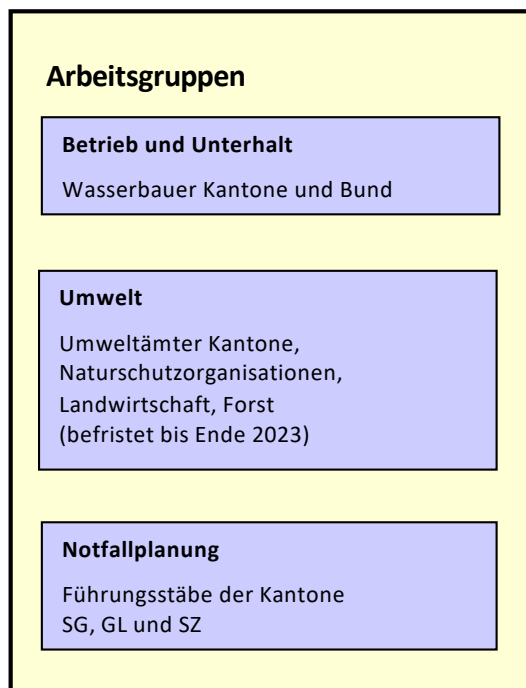 Arbeitsgruppen
Betrieb und Unterhalt
Wasserbauer Kantone und Bund
Umwelt
Umweltämter Kantone,
Naturschutzorganisationen,
Landwirtschaft, Forst
(befristet bis Ende 2023)
Notfallplanung
Führungsstäbe der Kantone
SG, GL und SZ